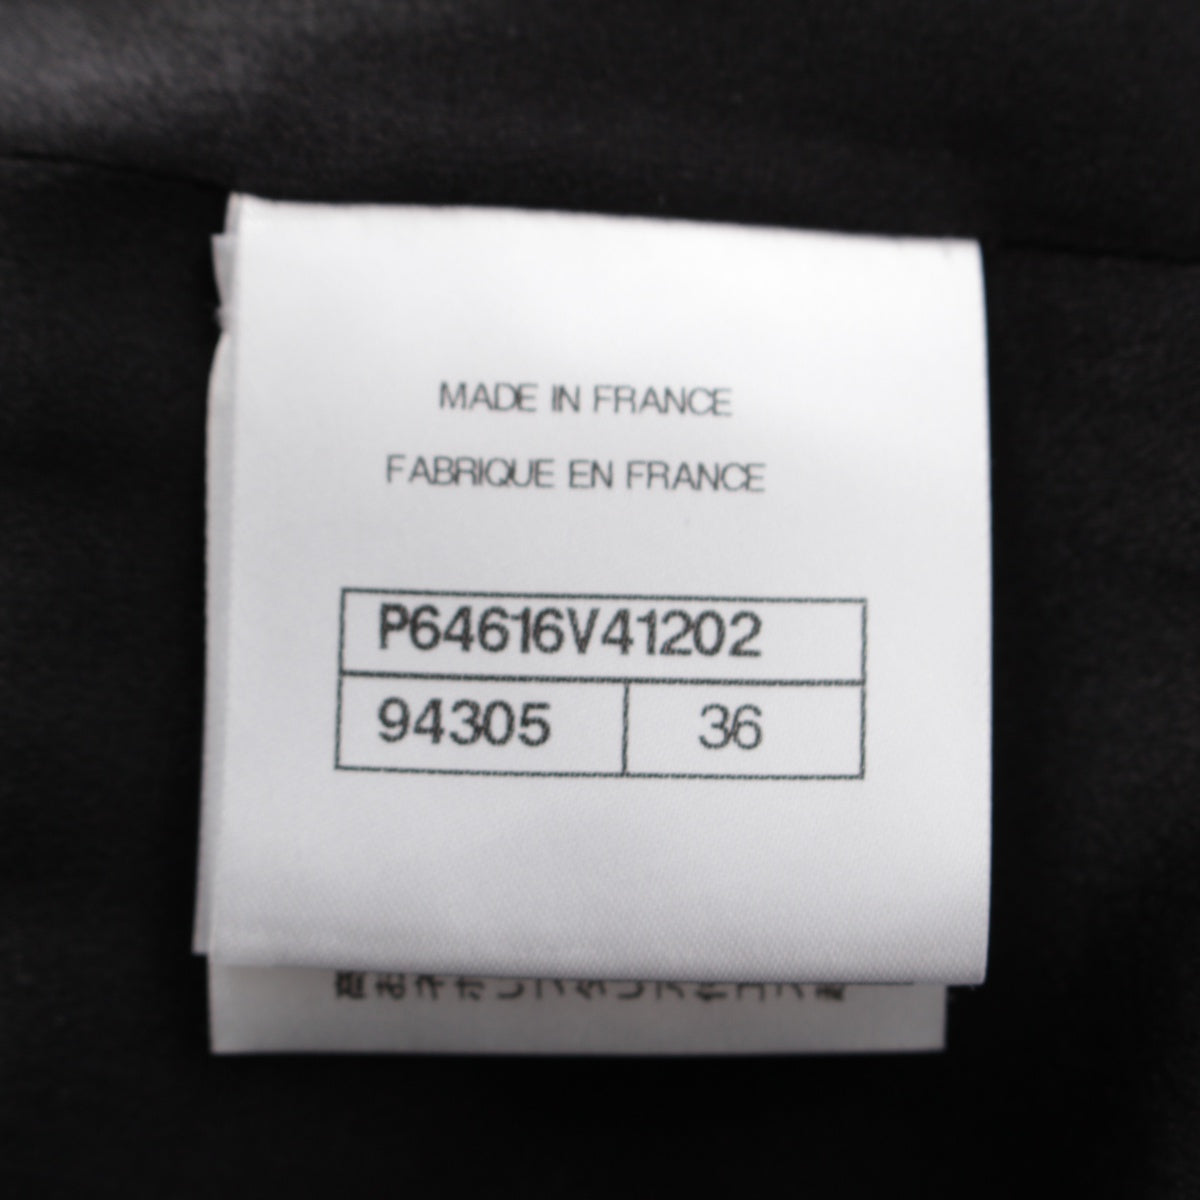 MADE IN FRANCE
FABRIQUE EN FRANCE
P64616V41202
94305 36